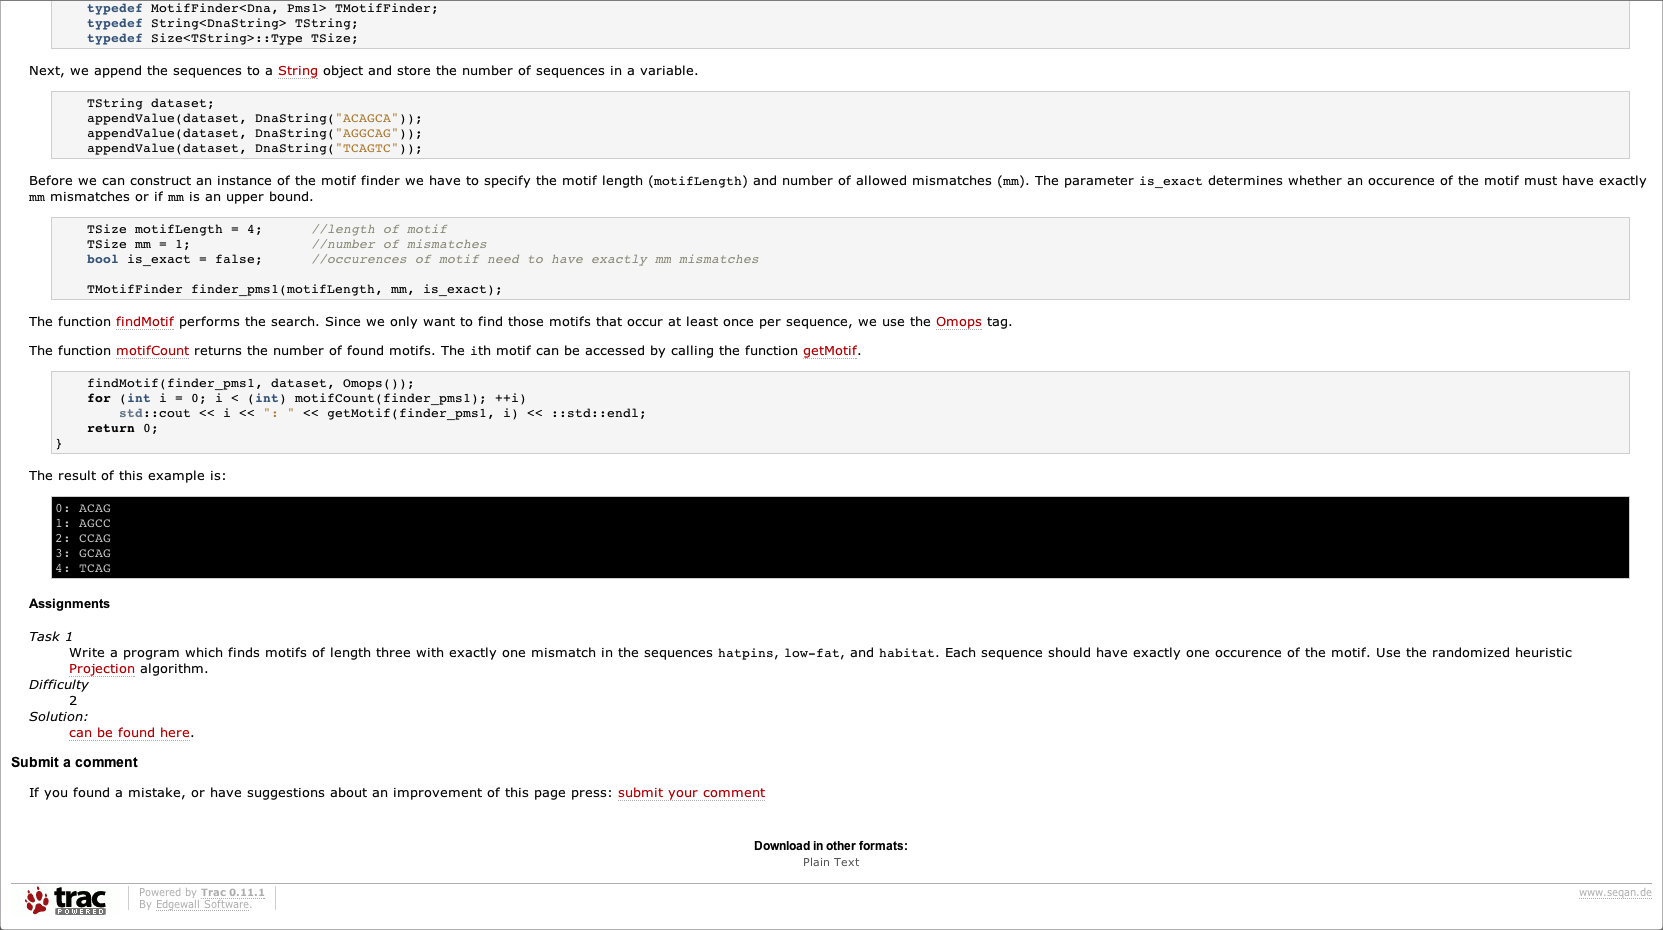 typedef MotifFinder<Dna, Pms1> TMotifFinder;
typedef String<DnaString> TString;
typedef Size<TString>::Type TSize;
Next, we append the sequences to a String object and store the number of sequences in a variable.
TString dataset;
appendValue(dataset, DnaString("ACAGCA"));
appendValue(dataset, DnaString("AGGCAG"));
appendValue(dataset, DnaString("TCAGTC"));
Before we can construct an instance of the motif finder we have to specify the motif length (motifLength) and number of allowed mismatches (mm). The parameter is_exact determines whether an occurence of the motif must have exactly
mm mismatches or if mm is an upper bound.
TSize motifLength = 4;      //length of motif
TSize mm = 1;               //number of mismatches
bool is_exact = false;      //occurences of motif need to have exactly mm mismatches
TMotifFinder finder_pms1(motifLength, mm, is_exact);
The function findMotif performs the search. Since we only want to find those motifs that occur at least once per sequence, we use the Omops tag.
The function motifCount returns the number of found motifs. The ith motif can be accessed by calling the function getMotif.
findMotif(finder_pms1, dataset, Omops());
for (int i = 0; i < (int) motifCount(finder_pms1); ++i)
std::cout << i << ": " << getMotif(finder_pms1, i) << ::std::endl;
return 0;
}
The result of this example is:
0: ACAG
1: AGCC
2: CCAG
3: GCAG
4: TCAG
Assignments
Task 1
Write a program which finds motifs of length three with exactly one mismatch in the sequences hatpins, low-fat, and habitat. Each sequence should have exactly one occurence of the motif. Use the randomized heuristic
Projection algorithm.
Difficulty
2
Solution:
can be found here.
Submit a comment
If you found a mistake, or have suggestions about an improvement of this page press: submit your comment
Download in other formats:
Plain Text
trac POWERED
Powered by Trac 0.11.1
By Edgewall Software.
www.seqan.de